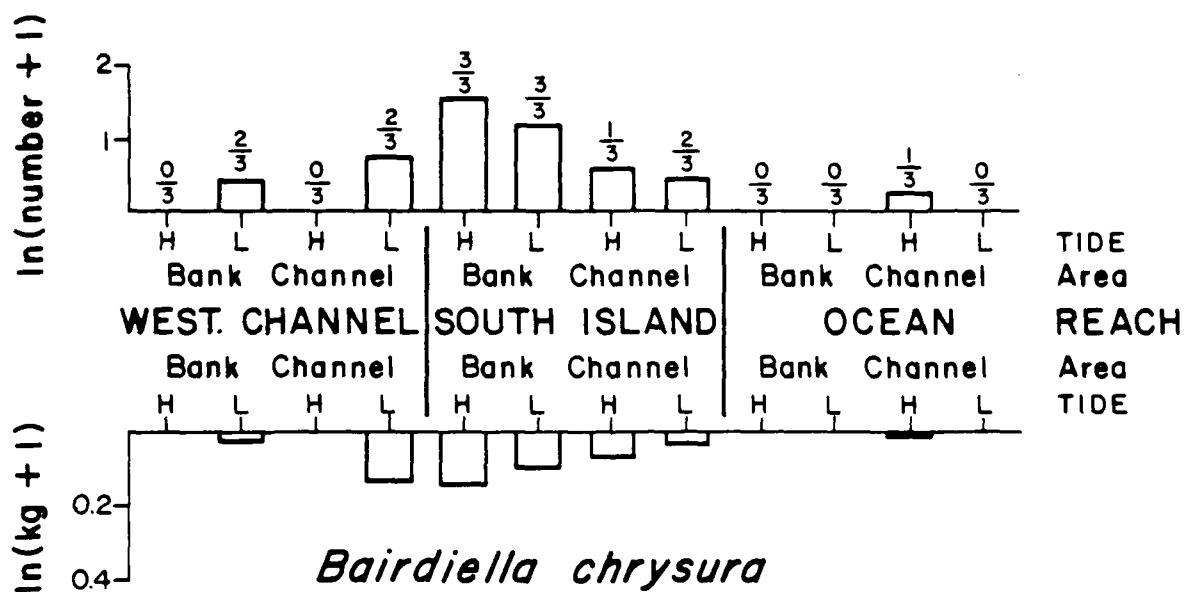 ln(number + 1)
2
1
0/3 2/3 0/3 2/3 3/3 3/3 1/3 2/3 0/3 0/3 1/3 0/3
H L H L H L H L H L H L TIDE
Bank Channel Bank Channel Bank Channel Area
WEST. CHANNEL SOUTH ISLAND OCEAN REACH
Bank Channel Bank Channel Bank Channel Area
H L H L H L H L H L H L TIDE
ln(kg + 1)
0.2
0.4
Bairdiella chrysura